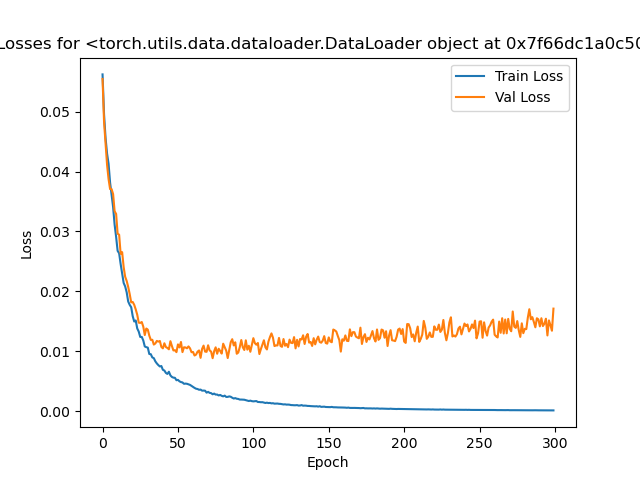 Losses for <torch.utils.data.dataloader.DataLoader object at 0x7f66dc1a0c50
Train Loss
Val Loss
0.05
0.04
0.03
0.02
0.01
0.00
Loss
0
50
100
150
200
250
300
Epoch